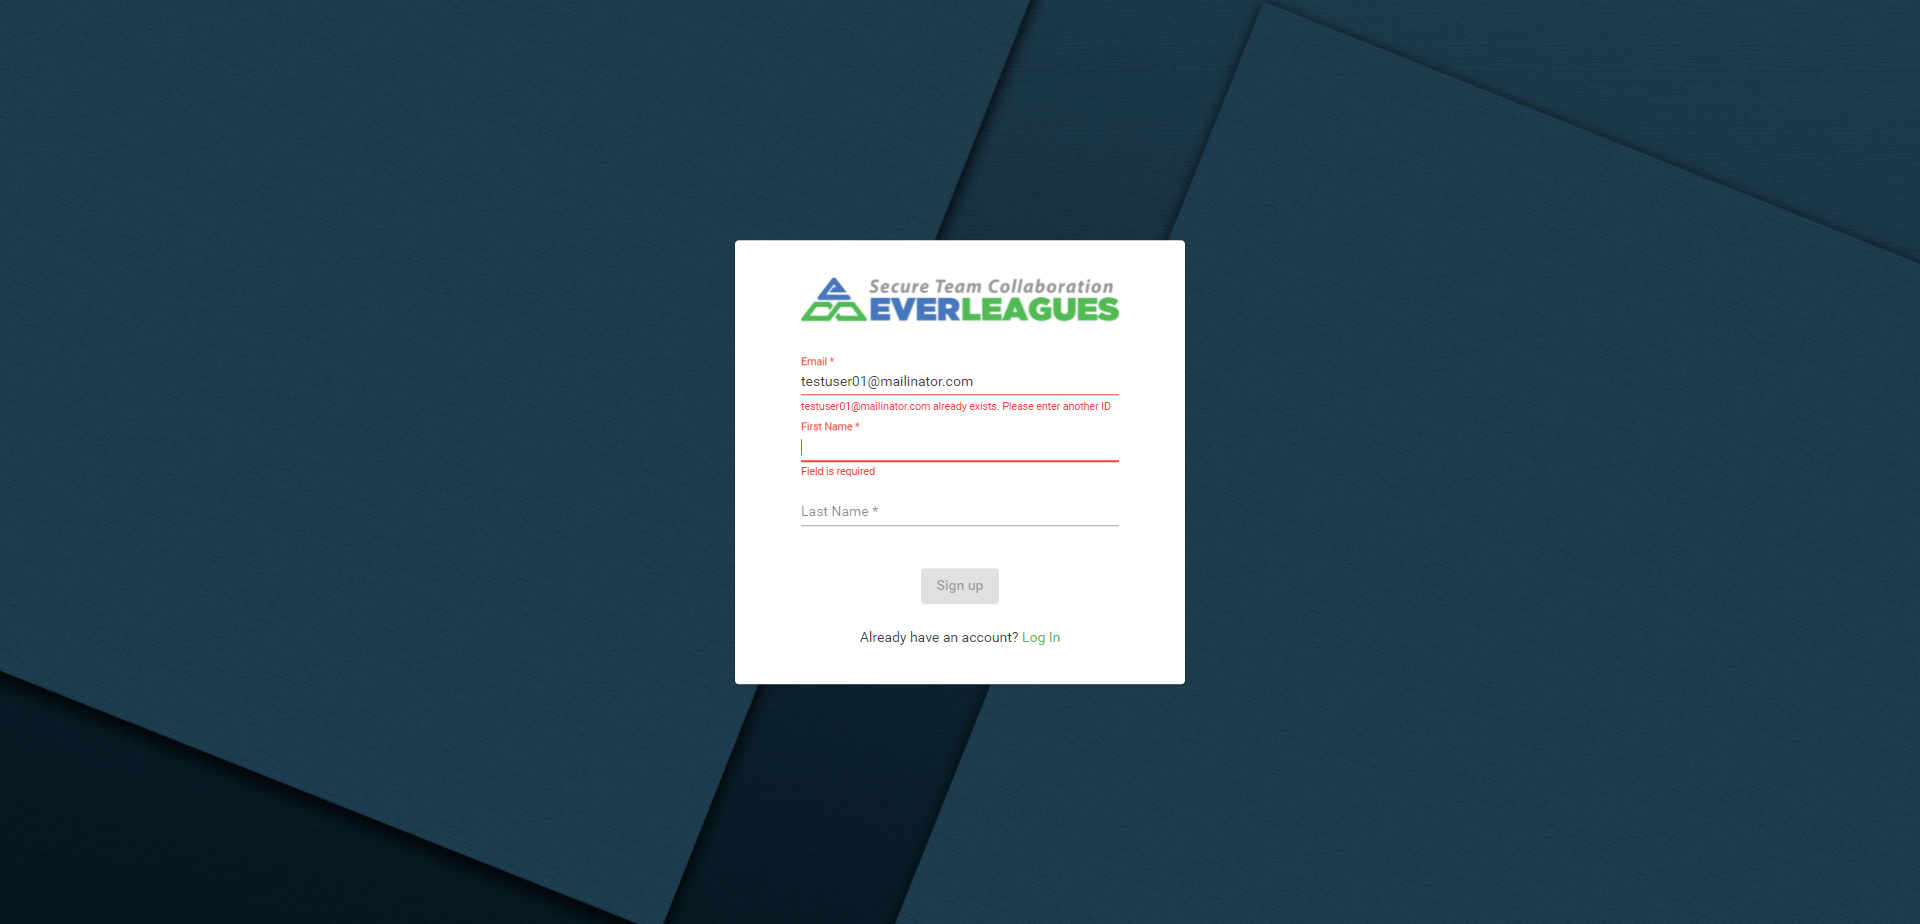 Secure Team Collaboration
EVERLEAGUES
Email *
testuser01@mailinator.com
testuser01@mailinator.com already exists. Please enter another ID
First Name *
Field is required
Last Name *
Sign up
Already have an account? Log In